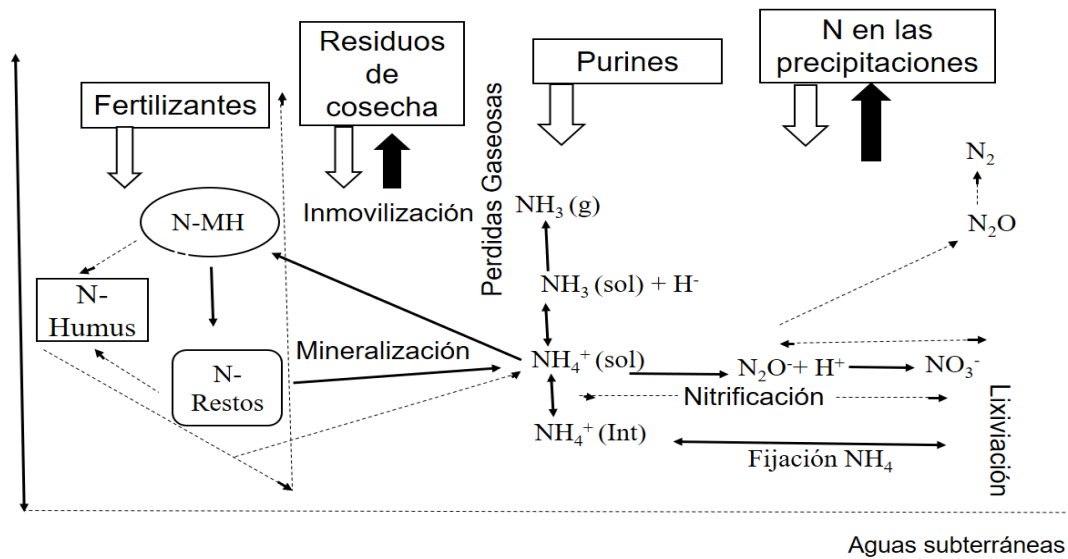 Fertilizantes
Residuos
de
cosecha
Purines
N en las
precipitaciones
Perdidas Gaseosas
N₂
N₂O
NH₃ (g)
Inmovilización
N-MH
NH₃ (sol) + H⁻
N-
Humus
Mineralización
NH₄⁺ (sol)
N₂O⁻+ H⁺
NO₃⁻
N-
Restos
Nitrificación
NH₄⁺ (Int)
Fijación NH₄
Lixiviación
Aguas subterráneas